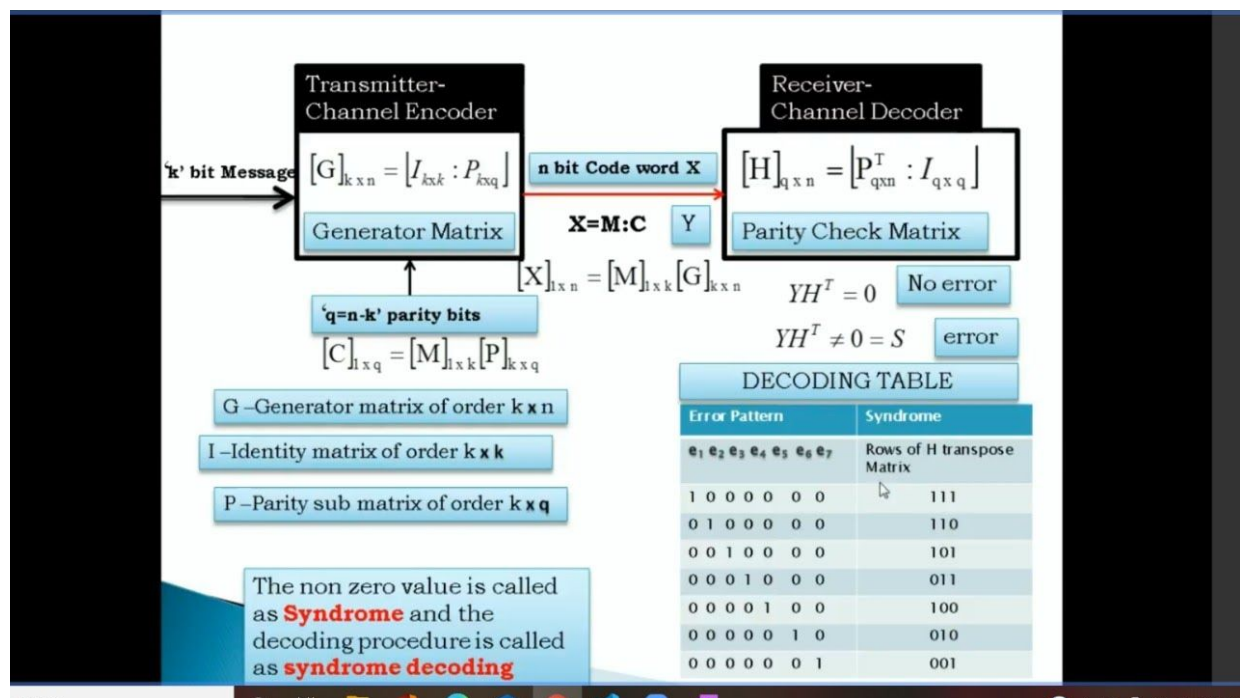 Transmitter-
Channel Encoder
Receiver-
Channel Decoder
‘k’ bit Message
[G]k x n = [Ikxk : Pkxq]
n bit Code word X
[H]q x n = [PTqxn : Iq x q]
Generator Matrix
X=M:C
Y
Parity Check Matrix
[X]1 x n = [M]1 x k [G]k x n
YHT = 0
No error
‘q=n-k’ parity bits
YHT ≠ 0 = S
error
[C]1 x q = [M]1 x k [P]k x q
G –Generator matrix of order k x n
I –Identity matrix of order k x k
P –Parity sub matrix of order k x q
The non zero value is called
as Syndrome and the
decoding procedure is called
as syndrome decoding
DECODING TABLE
Error Pattern Syndrome
e1 e2 e3 e4 e5 e6 e7 Rows of H transpose
Matrix
1 0 0 0 0 0 0 111
0 1 0 0 0 0 0 110
0 0 1 0 0 0 0 101
0 0 0 1 0 0 0 011
0 0 0 0 1 0 0 100
0 0 0 0 0 1 0 010
0 0 0 0 0 0 1 001